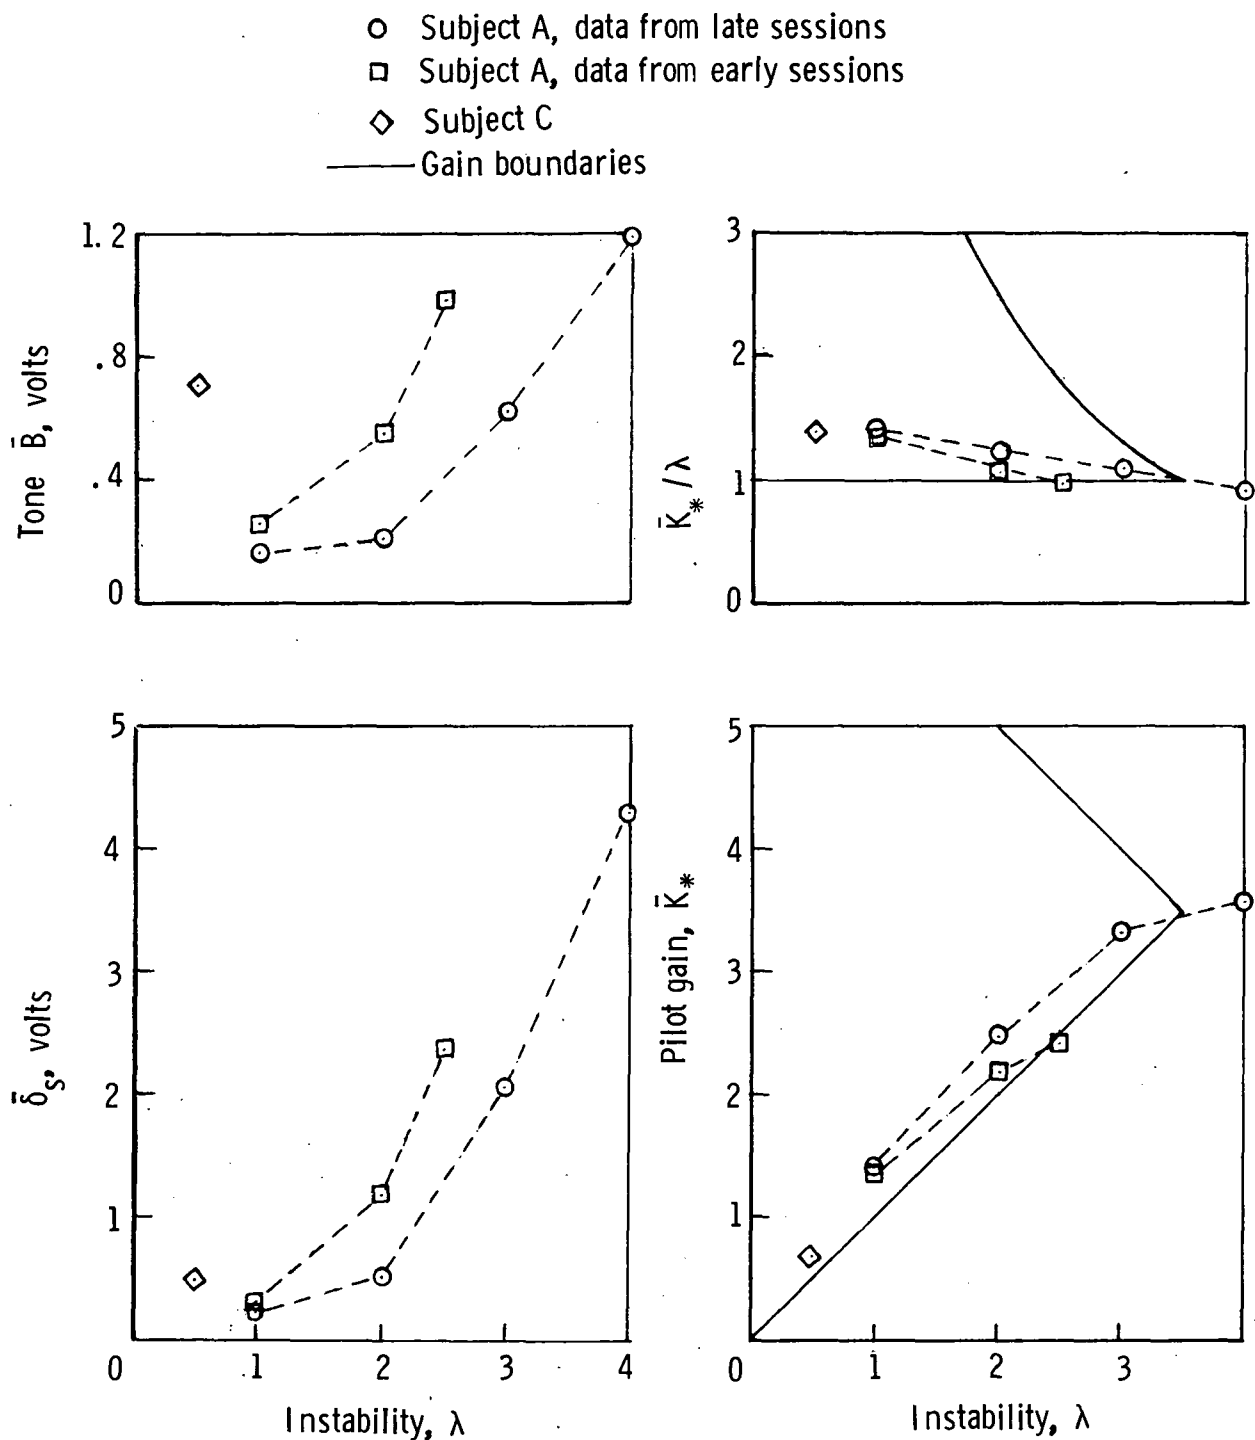 Subject A, data from late sessions
Subject A, data from early sessions
Subject C
Gain boundaries
1.2
.8
.4
0
Tone B̄, volts
3
2
1
0
K̄*/λ
5
4
3
2
1
0
1
2
3
4
δ̄s, volts
Instability, λ
5
4
3
2
1
0
1
2
3
Pilot gain, K̄*
Instability, λ